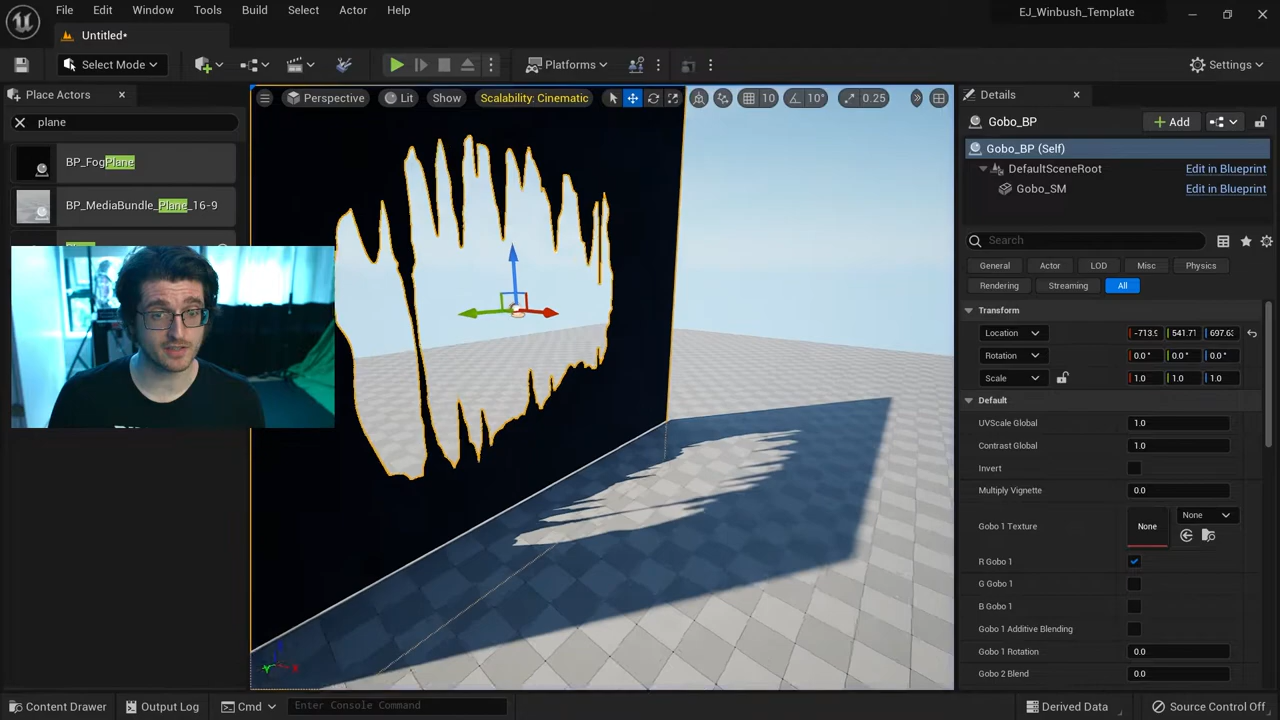 File Edit Window Tools Build Select Actor Help
EJ_Winbush_Template
Untitled*
Select Mode
Platforms
Settings
Place Actors
plane
BP_FogPlane
BP_MediaBundle_Plane_16-9
Perspective Lit Show Scalability: Cinematic 10 10° 0.25
Details
Gobo_BP
Add
Gobo_BP (Self)
DefaultSceneRoot Edit in Blueprint
Gobo_SM Edit in Blueprint
Search
General Actor LOD Misc Physics
Rendering Streaming All
Transform
Location -713.9 541.71 697.63
Rotation 0.0° 0.0° 0.0°
Scale 1.0 1.0 1.0
Default
UVScale Global 1.0
Contrast Global 1.0
Invert
Multiply Vignette 0.0
Gobo 1 Texture None None
R Gobo 1
G Gobo 1
B Gobo 1
Gobo 1 Additive Blending
Gobo 1 Rotation 0.0
Gobo 2 Blend 0.0
Content Drawer Output Log Cmd Enter Console Command Derived Data Source Control Off